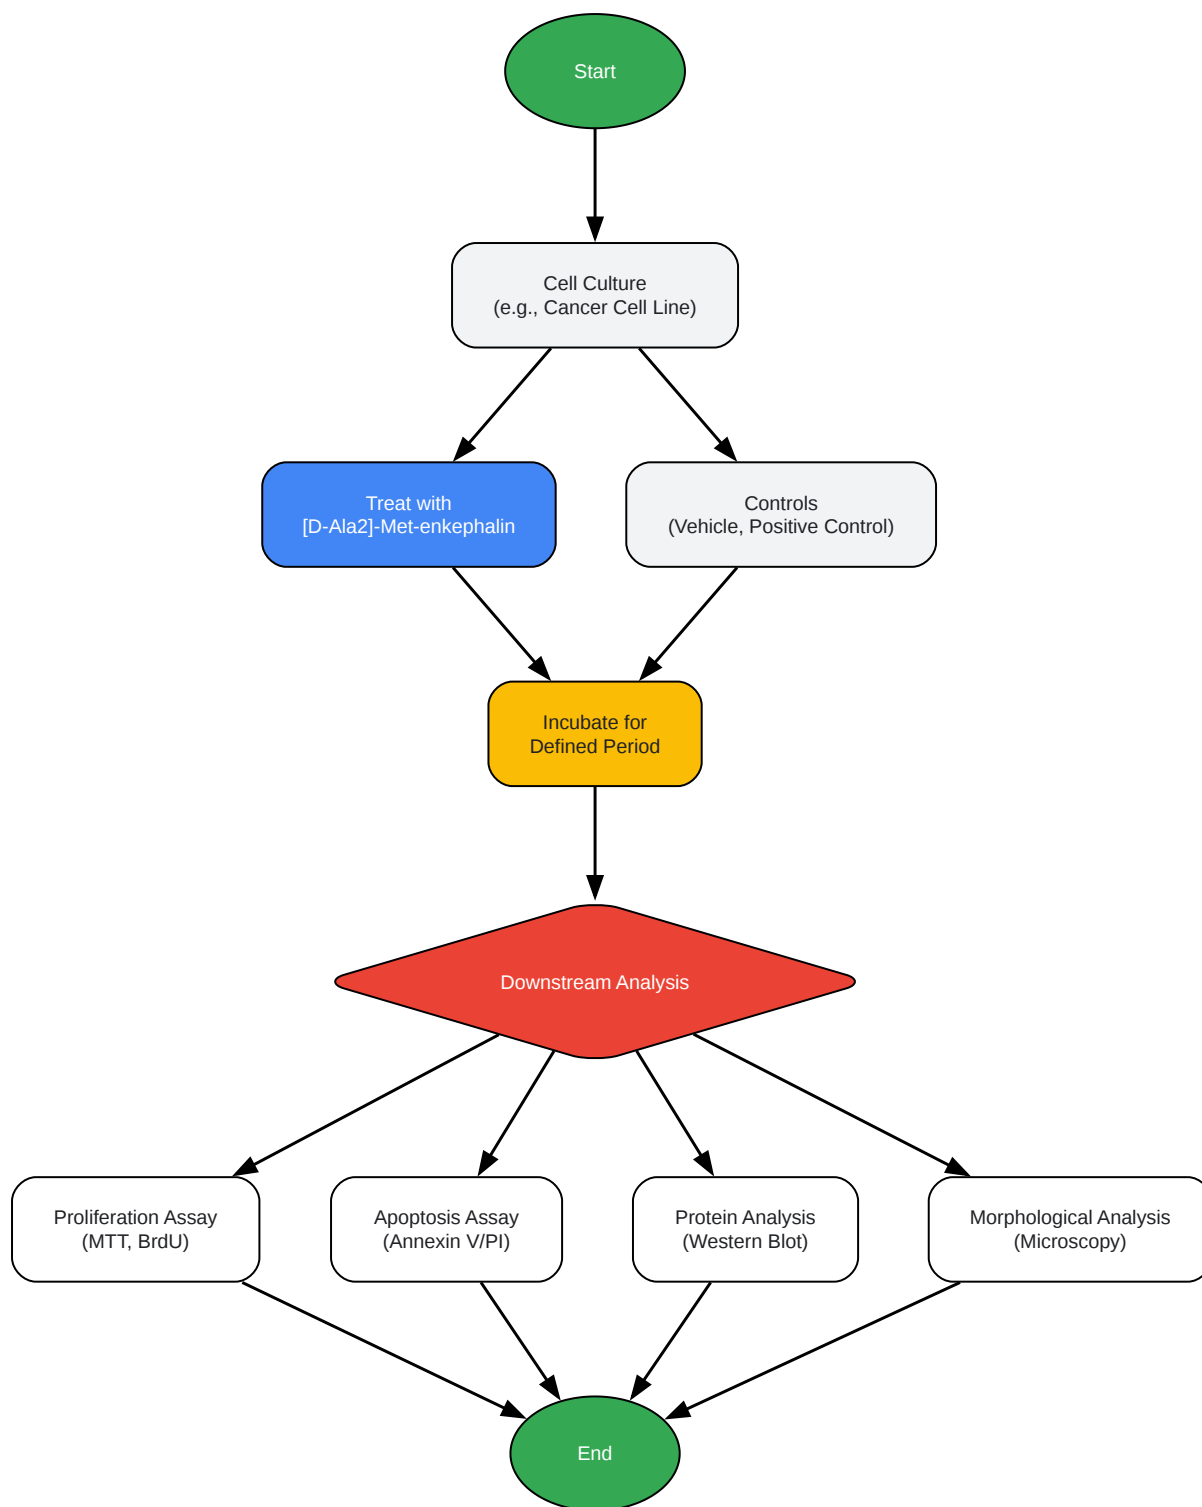 Start
Cell Culture
(e.g., Cancer Cell Line)
Treat with
[D-Ala2]-Met-enkephalin
Controls
(Vehicle, Positive Control)
Incubate for
Defined Period
Downstream Analysis
Proliferation Assay
(MTT, BrdU)
Apoptosis Assay
(Annexin V/PI)
Protein Analysis
(Western Blot)
Morphological Analysis
(Microscopy)
End